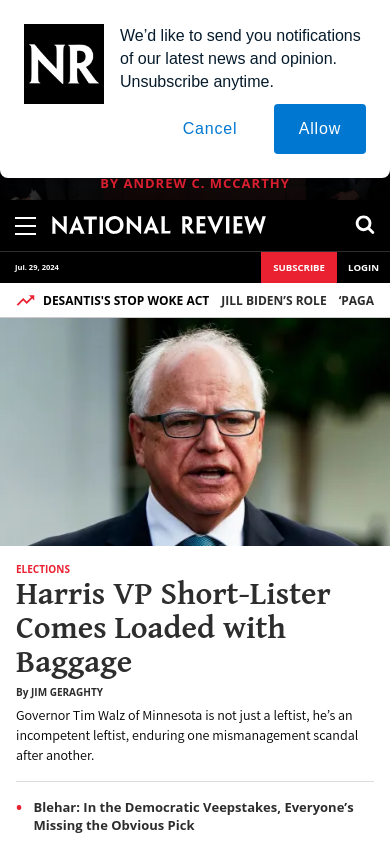 NR
We’d like to send you notifications
of our latest news and opinion.
Unsubscribe anytime.
Cancel
Allow
BY ANDREW C. MCCARTHY
NATIONAL REVIEW
Jul. 29, 2024
SUBSCRIBE
LOGIN
DESANTIS'S STOP WOKE ACT JILL BIDEN’S ROLE ‘PAGA
ELECTIONS
Harris VP Short-Lister
Comes Loaded with
Baggage
By JIM GERAGHTY
Governor Tim Walz of Minnesota is not just a leftist, he’s an
incompetent leftist, enduring one mismanagement scandal
after another.
• Blehar: In the Democratic Veepstakes, Everyone’s
Missing the Obvious Pick